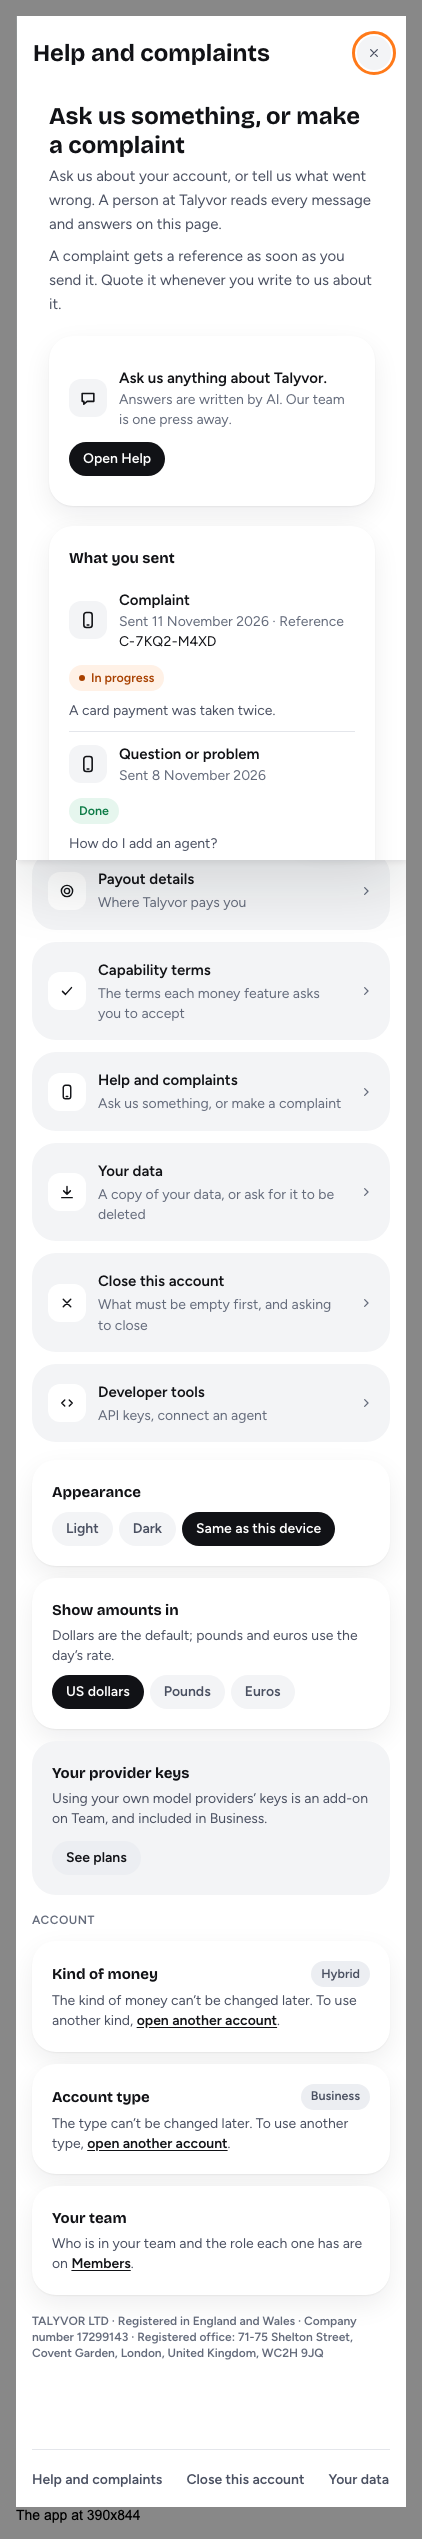 Help and complaints
Ask us something, or make
a complaint
Ask us about your account, or tell us what went
wrong. A person at Talyvor reads every message
and answers on this page.
A complaint gets a reference as soon as you
send it. Quote it whenever you write to us about
it.
Ask us anything about Talyvor.
Answers are written by AI. Our team
is one press away.
Open Help
What you sent
Complaint
Sent 11 November 2026 · Reference
C-7KQ2-M4XD
In progress
A card payment was taken twice.
Question or problem
Sent 8 November 2026
Done
How do I add an agent?
Payout details
Where Talyvor pays you
Capability terms
The terms each money feature asks
you to accept
Help and complaints
Ask us something, or make a complaint
Your data
A copy of your data, or ask for it to be
deleted
Close this account
What must be empty first, and asking
to close
Developer tools
API keys, connect an agent
Appearance
Light Dark Same as this device
Show amounts in
Dollars are the default; pounds and euros use the
day’s rate.
US dollars Pounds Euros
Your provider keys
Using your own model providers’ keys is an add-on
on Team, and included in Business.
See plans
ACCOUNT
Kind of money Hybrid
The kind of money can’t be changed later. To use
another kind, open another account.
Account type Business
The type can’t be changed later. To use another
type, open another account.
Your team
Who is in your team and the role each one has are
on Members.
TALYVOR LTD · Registered in England and Wales · Company
number 17299143 · Registered office: 71-75 Shelton Street,
Covent Garden, London, United Kingdom, WC2H 9JQ
Help and complaints Close this account Your data
The app at 390x844